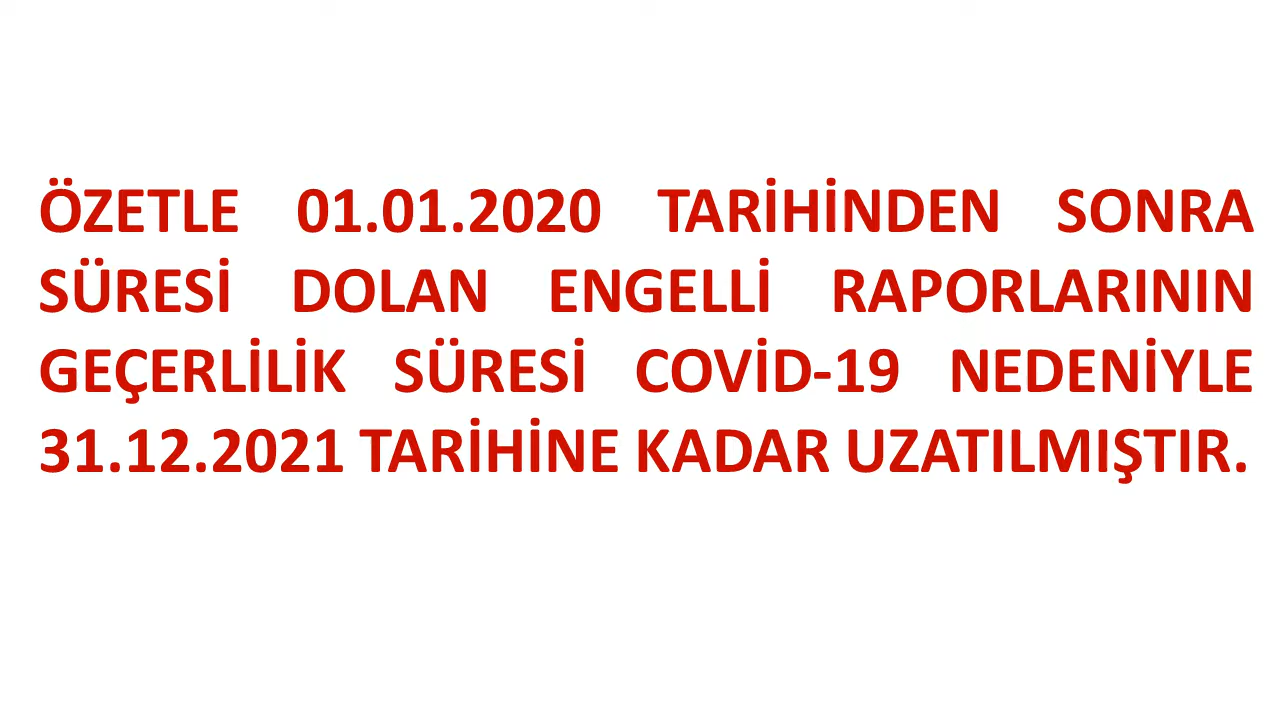 ÖZETLE 01.01.2020 TARİHİNDEN SONRA
SÜRESİ DOLAN ENGELLİ RAPORLARININ
GEÇERLİLİK SÜRESİ COVİD-19 NEDENİYLE
31.12.2021 TARİHİNE KADAR UZATILMIŞTIR.